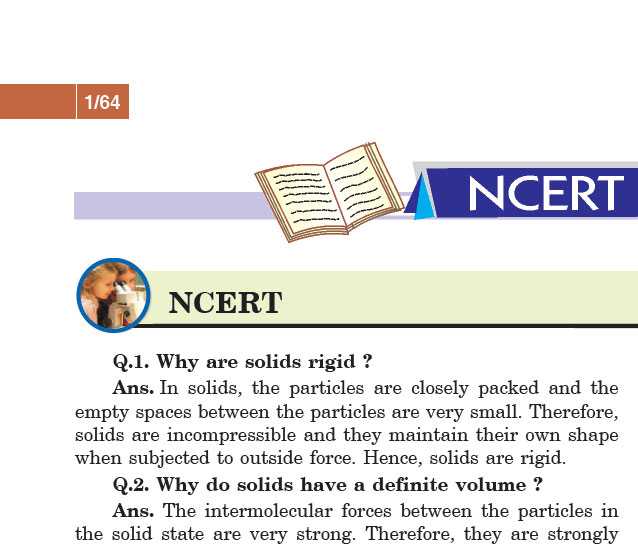 1/64
NCERT
NCERT
Q.1. Why are solids rigid ?
Ans. In solids, the particles are closely packed and the
empty spaces between the particles are very small. Therefore,
solids are incompressible and they maintain their own shape
when subjected to outside force. Hence, solids are rigid.
Q.2. Why do solids have a definite volume ?
Ans. The intermolecular forces between the particles in
the solid state are very strong. Therefore, they are strongly